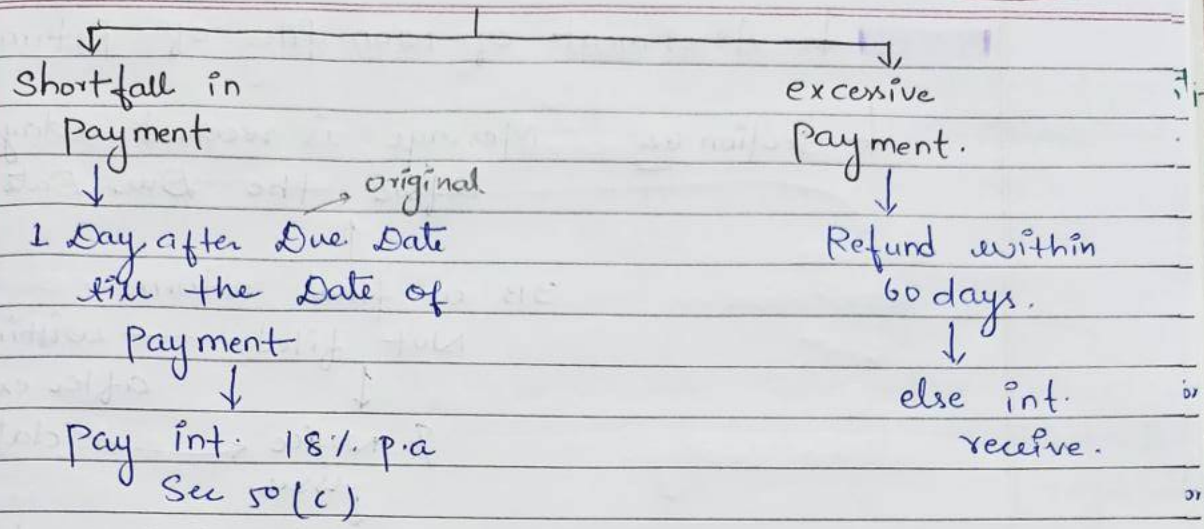 Shortfall in
Payment
original
1 Day after Due Date
till the Date of
Payment
Pay int. 18% p.a
Sec 50(C)
excessive
Payment.
Refund within
60 days.
else int.
receive.